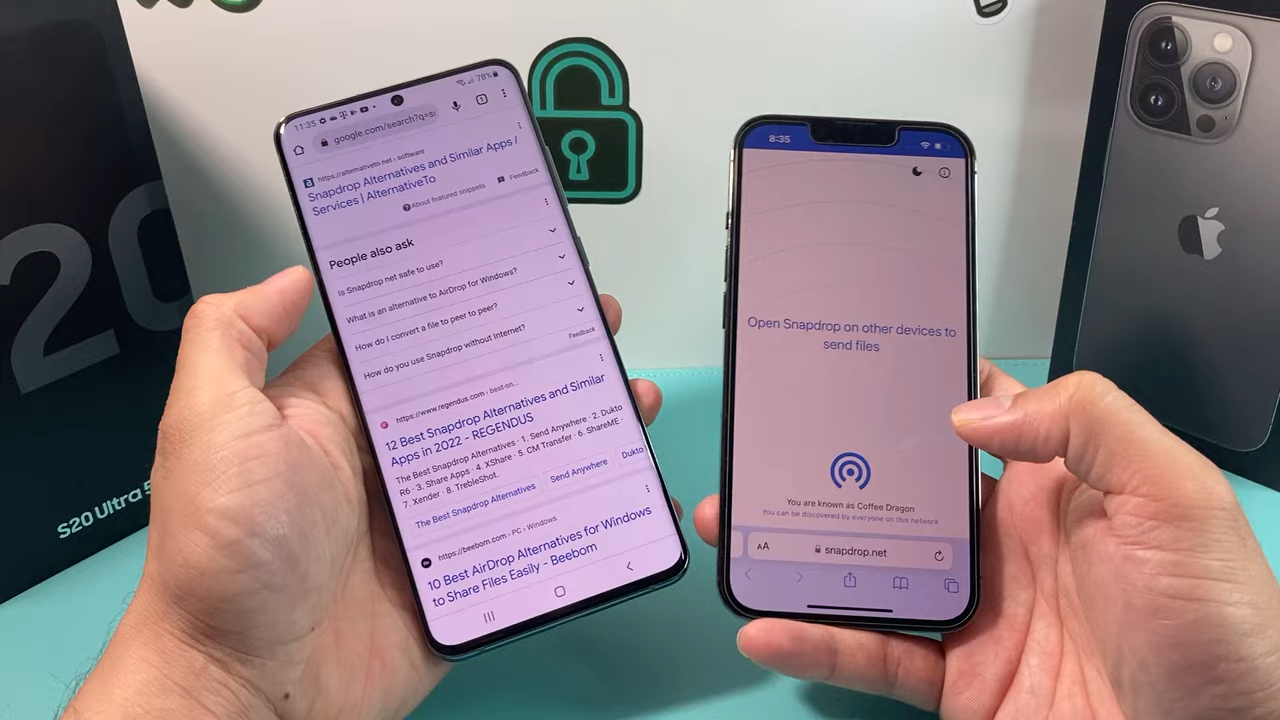 20
S20 Ultra 5
11:35
78%
google.com/search?q=s
1
https://alternativeto.net › software
Snapdrop Alternatives and Similar Apps /
Services | AlternativeTo
About featured snippets
Feedback
People also ask
Is Snapdrop net safe to use?
What is an alternative to AirDrop for Windows?
How do I convert a file to peer to peer?
How do you use Snapdrop without Internet?
Feedback
https://www.regendus.com › best-sn...
12 Best Snapdrop Alternatives and Similar
Apps in 2022 - REGENDUS
The Best Snapdrop Alternatives · 1. Send Anywhere · 2. Dukto
R6 · 3. Share Apps · 4. XShare · 5. CM Transfer · 6. ShareME ·
7. Xender · 8. TrebleShot.
The Best Snapdrop Alternatives
Send Anywhere
Dukto
https://beebom.com › PC › Windows
10 Best AirDrop Alternatives for Windows
to Share Files Easily - Beebom
8:35
Open Snapdrop on other devices to
send files
You are known as Coffee Dragon
You can be discovered by everyone on this network
AA
snapdrop.net